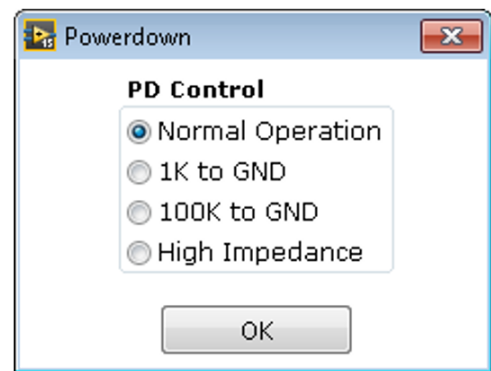 Powerdown
PD Control
Normal Operation
1K to GND
100K to GND
High Impedance
OK